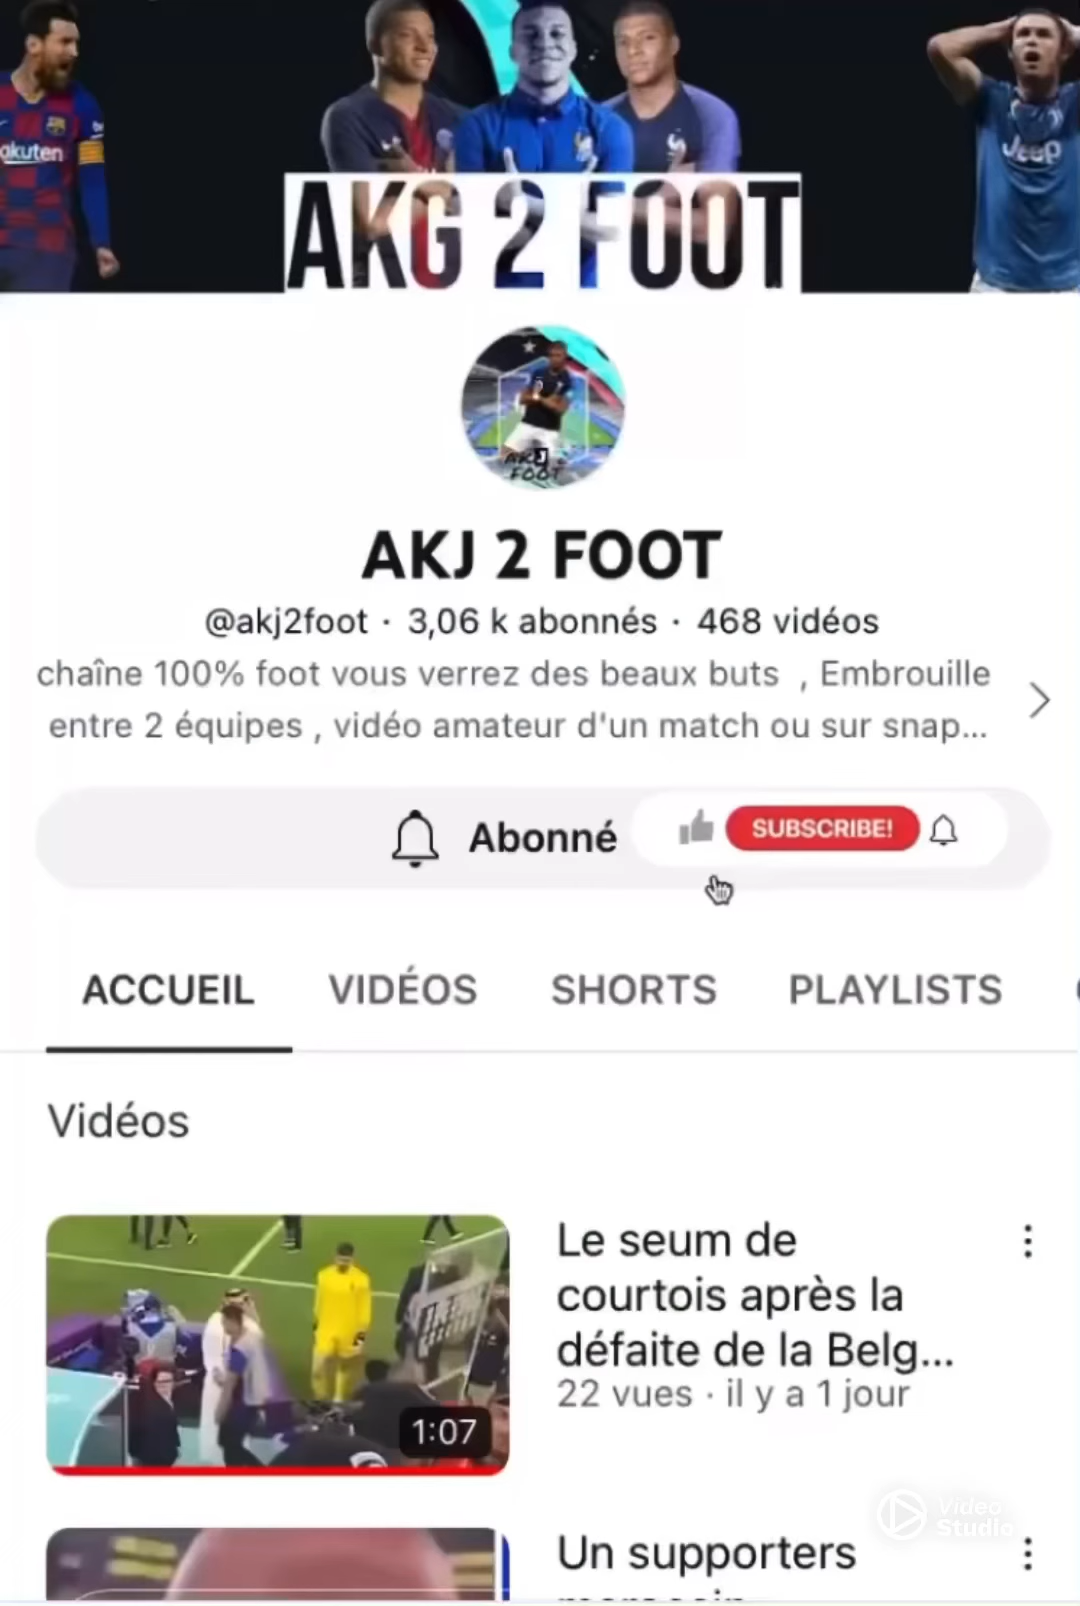 akuten
Jeep
AKG 2 FOOT
AKJ 2 FOOT
@akj2foot · 3,06 k abonnés · 468 vidéos
chaîne 100% foot vous verrez des beaux buts , Embrouille
entre 2 équipes , vidéo amateur d'un match ou sur snap...
Abonné
SUBSCRIBE!
ACCUEIL VIDÉOS SHORTS PLAYLISTS
Vidéos
Le seum de
courtois après la
défaite de la Belg...
22 vues · il y a 1 jour
1:07
Video
Studio
Un supporters